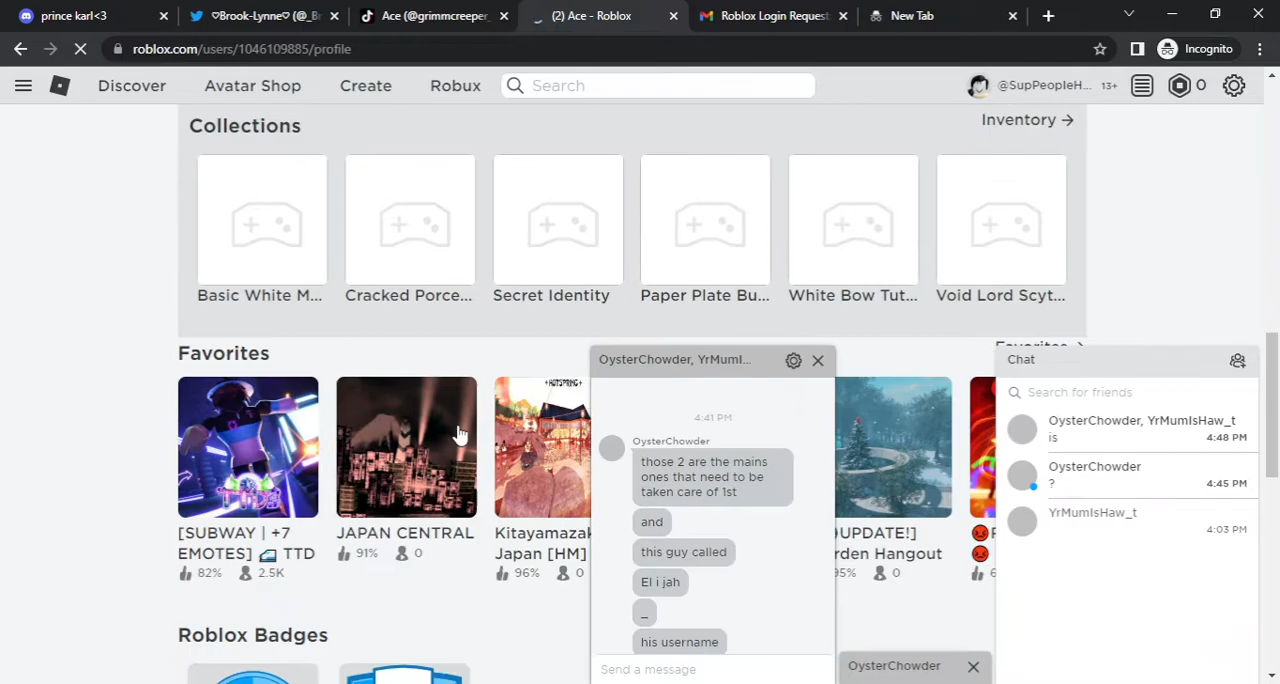 prince karl<3
♡Brook-Lynne♡ (@_Br
Ace (@grimmcreeper_
(2) Ace - Roblox
Roblox Login Request
New Tab
roblox.com/users/1046109885/profile
Incognito
Discover
Avatar Shop
Create
Robux
Search
@SupPeopleH...
13+
0
Collections
Inventory →
Basic White M...
Cracked Porce...
Secret Identity
Paper Plate Bu...
White Bow Tut...
Void Lord Scyt...
Favorites
[SUBWAY | +7
EMOTES] TTD
82% 2.5K
JAPAN CENTRAL
91% 0
HOTSPRING
Kitayamazak
Japan [HM]
96% 0
UPDATE!]
rden Hangout
95% 0
Roblox Badges
OysterChowder, YrMumI...
4:41 PM
OysterChowder
those 2 are the mains
ones that need to be
taken care of 1st
and
this guy called
El i jah
_
his username
Send a message
OysterChowder
Chat
Search for friends
OysterChowder, YrMumIsHaw_t
is
4:48 PM
OysterChowder
?
4:45 PM
YrMumIsHaw_t
4:03 PM